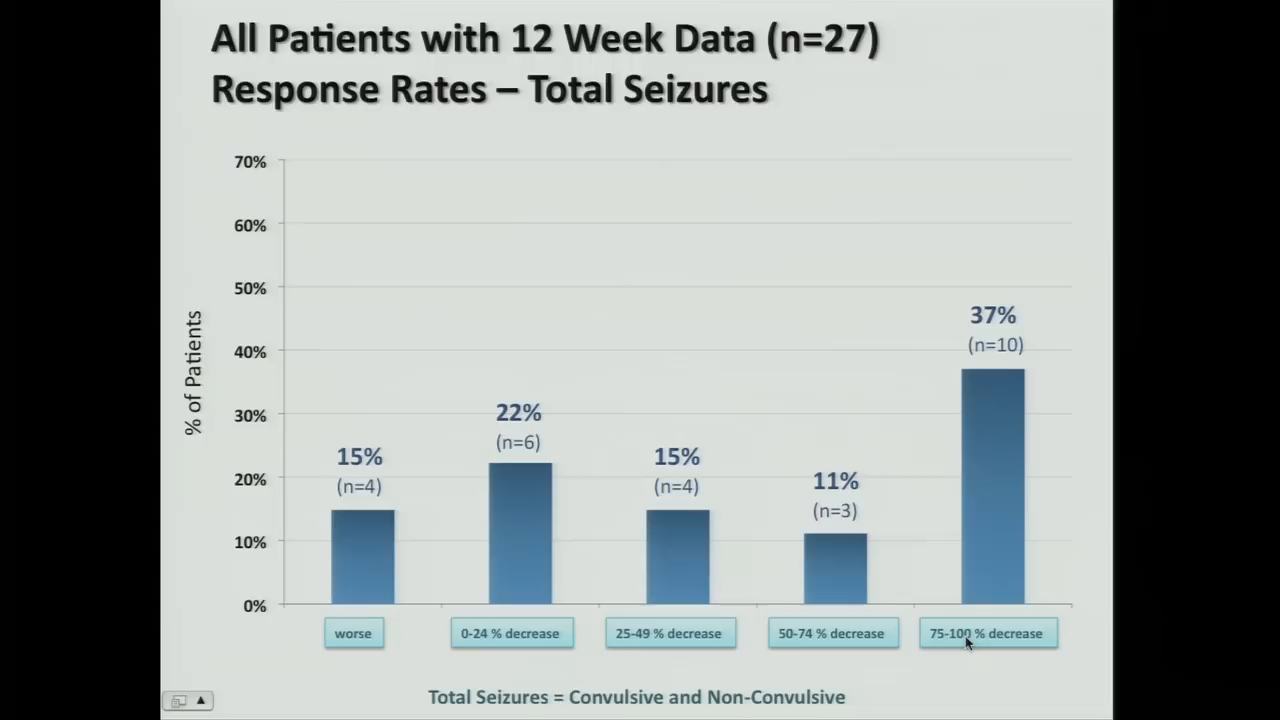 All Patients with 12 Week Data (n=27)
Response Rates – Total Seizures
% of Patients
70%
60%
50%
40%
30%
20%
10%
0%
15%
(n=4)
22%
(n=6)
15%
(n=4)
11%
(n=3)
37%
(n=10)
worse
0-24 % decrease
25-49 % decrease
50-74 % decrease
75-100 % decrease
Total Seizures = Convulsive and Non-Convulsive